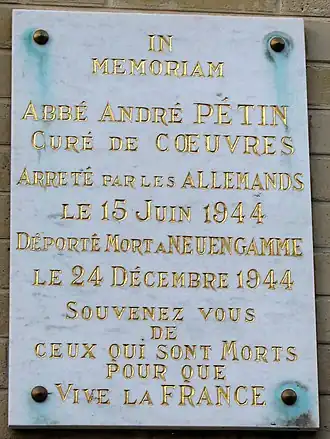 IN
MEMORIAM
ABBÉ ANDRÉ PÉTIN
CURÉ DE CŒUVRES
ARRETÉ PAR LES ALLEMANDS
LE 15 JUIN 1944
DÉPORTÉ MORT A NEUENGAMME
LE 24 DÉCEMBRE 1944
SOUVENEZ VOUS
DE
CEUX QUI SONT MORTS
POUR QUE
VIVE LA FRANCE